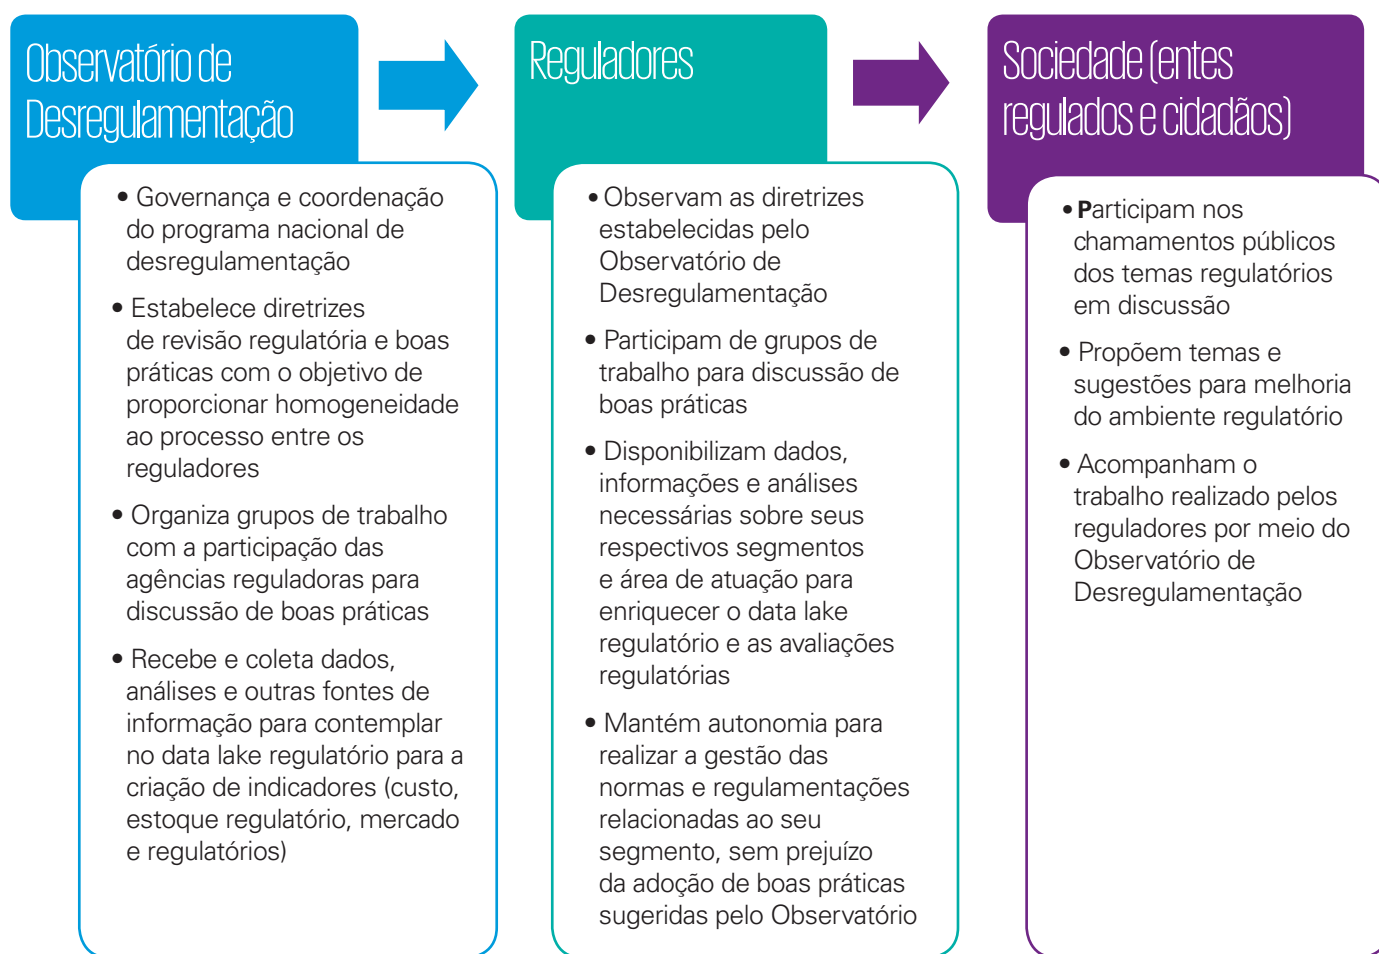 Observatório de
Desregulamentação
• Governança e coordenação
do programa nacional de
desregulamentação
• Estabelece diretrizes
de revisão regulatória e boas
práticas com o objetivo de
proporcionar homogeneidade
ao processo entre os
reguladores
• Organiza grupos de trabalho
com a participação das
agências reguladoras para
discussão de boas práticas
• Recebe e coleta dados,
análises e outras fontes de
informação para contemplar
no data lake regulatório para a
criação de indicadores (custo,
estoque regulatório, mercado
e regulatórios)
Reguladores
• Observam as diretrizes
estabelecidas pelo
Observatório de
Desregulamentação
• Participam de grupos de
trabalho para discussão de
boas práticas
• Disponibilizam dados,
informações e análises
necessárias sobre seus
respectivos segmentos
e área de atuação para
enriquecer o data lake
regulatório e as avaliações
regulatórias
• Mantém autonomia para
realizar a gestão das
normas e regulamentações
relacionadas ao seu
segmento, sem prejuízo
da adoção de boas práticas
sugeridas pelo Observatório
Sociedade (entes
regulados e cidadãos)
• Participam nos
chamamentos públicos
dos temas regulatórios
em discussão
• Propõem temas e
sugestões para melhoria
do ambiente regulatório
• Acompanham o
trabalho realizado pelos
reguladores por meio do
Observatório de
Desregulamentação